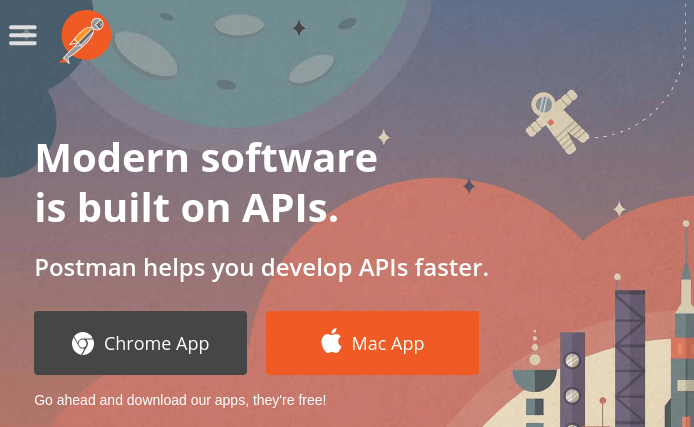 Modern software
is built on APIs.
Postman helps you develop APIs faster.
Chrome App
Mac App
Go ahead and download our apps, they're free!